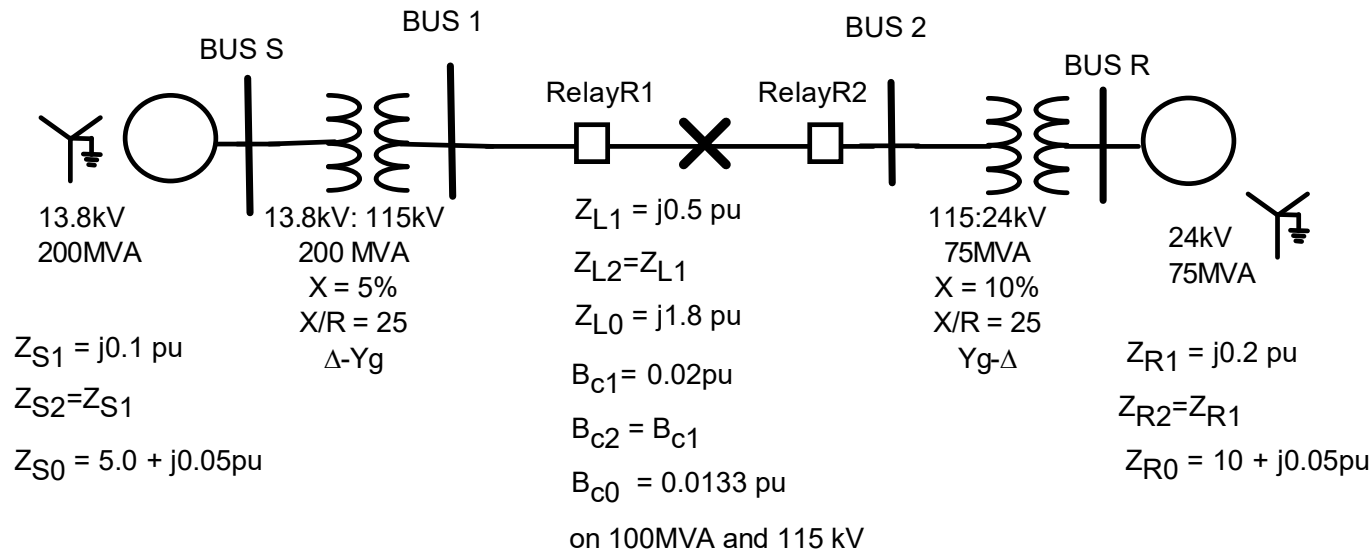 BUS S
BUS 1
BUS 2
BUS R
RelayR1
RelayR2
13.8kV
200MVA
13.8kV: 115kV
200 MVA
X = 5%
X/R = 25
Δ-Yg
Z_S1 = j0.1 pu
Z_S2=Z_S1
Z_S0 = 5.0 + j0.05pu
Z_L1 = j0.5 pu
Z_L2=Z_L1
Z_L0 = j1.8 pu
B_c1= 0.02pu
B_c2 = B_c1
B_c0 = 0.0133 pu
on 100MVA and 115 kV
115:24kV
75MVA
X = 10%
X/R = 25
Yg-Δ
24kV
75MVA
Z_R1 = j0.2 pu
Z_R2=Z_R1
Z_R0 = 10 + j0.05pu